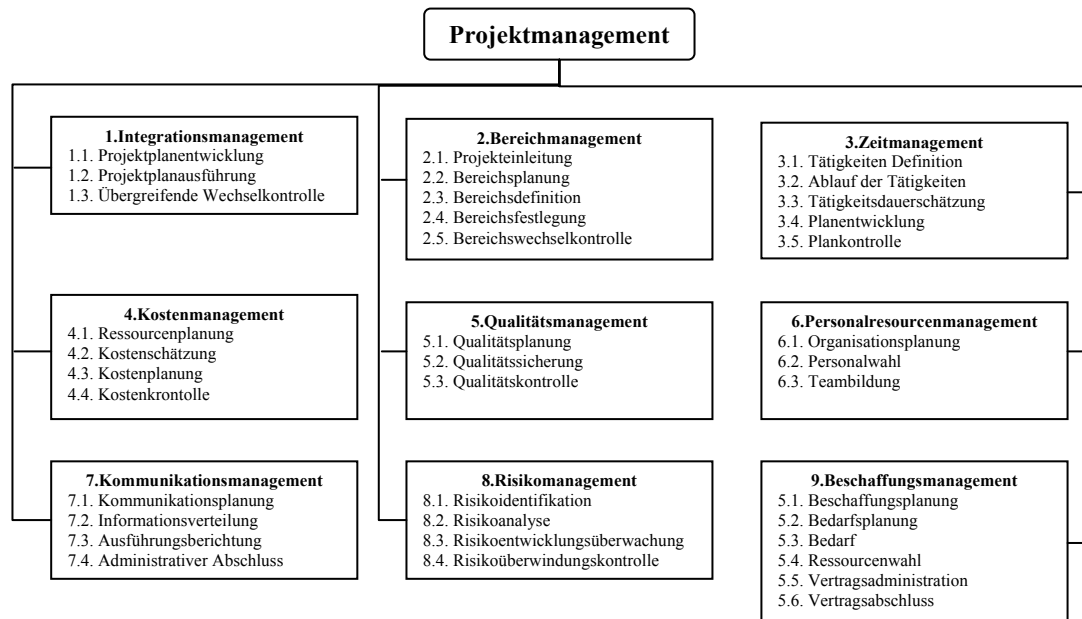 Projektmanagement
1.Integrationsmanagement
1.1. Projektplanentwicklung
1.2. Projektplanausführung
1.3. Übergreifende Wechselkontrolle
2.Bereichmanagement
2.1. Projekteinleitung
2.2. Bereichsplanung
2.3. Bereichsdefinition
2.4. Bereichsfestlegung
2.5. Bereichswechselkontrolle
3.Zeitmanagement
3.1. Tätigkeiten Definition
3.2. Ablauf der Tätigkeiten
3.3. Tätigkeitsdauerschätzung
3.4. Planentwicklung
3.5. Plankontrolle
4.Kostenmanagement
4.1. Ressourcenplanung
4.2. Kostenschätzung
4.3. Kostenplanung
4.4. Kostenkrontolle
5.Qualitätsmanagement
5.1. Qualitätsplanung
5.2. Qualitätssicherung
5.3. Qualitätskontrolle
6.Personalresourcenmanagement
6.1. Organisationsplanung
6.2. Personalwahl
6.3. Teambildung
7.Kommunikationsmanagement
7.1. Kommunikationsplanung
7.2. Informationsverteilung
7.3. Ausführungsberichtung
7.4. Administrativer Abschluss
8.Risikomanagement
8.1. Risikoidentifikation
8.2. Risikoanalyse
8.3. Risikoentwicklungsüberwachung
8.4. Risikoüberwindungskontrolle
9.Beschaffungsmanagement
5.1. Beschaffungsplanung
5.2. Bedarfsplanung
5.3. Bedarf
5.4. Ressourcenwahl
5.5. Vertragsadministration
5.6. Vertragsabschluss